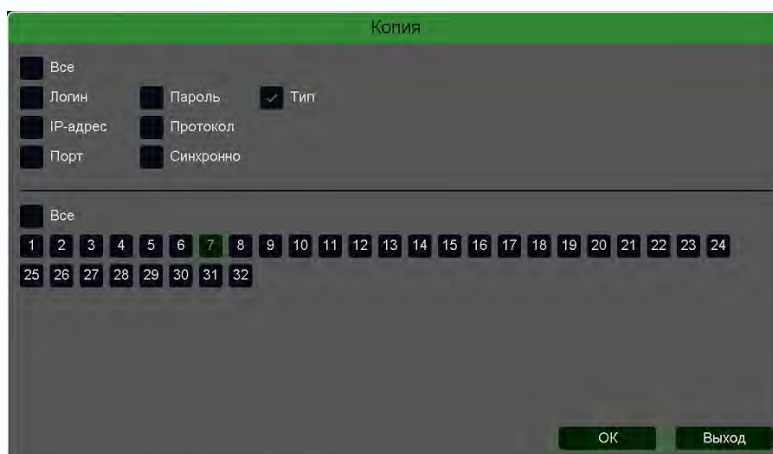 Копия
Все
Логин Пароль Тип
IP-адрес Протокол
Порт Синхронно
Все
1 2 3 4 5 6 7 8 9 10 11 12 13 14 15 16 17 18 19 20 21 22 23 24
25 26 27 28 29 30 31 32
ОК Выход